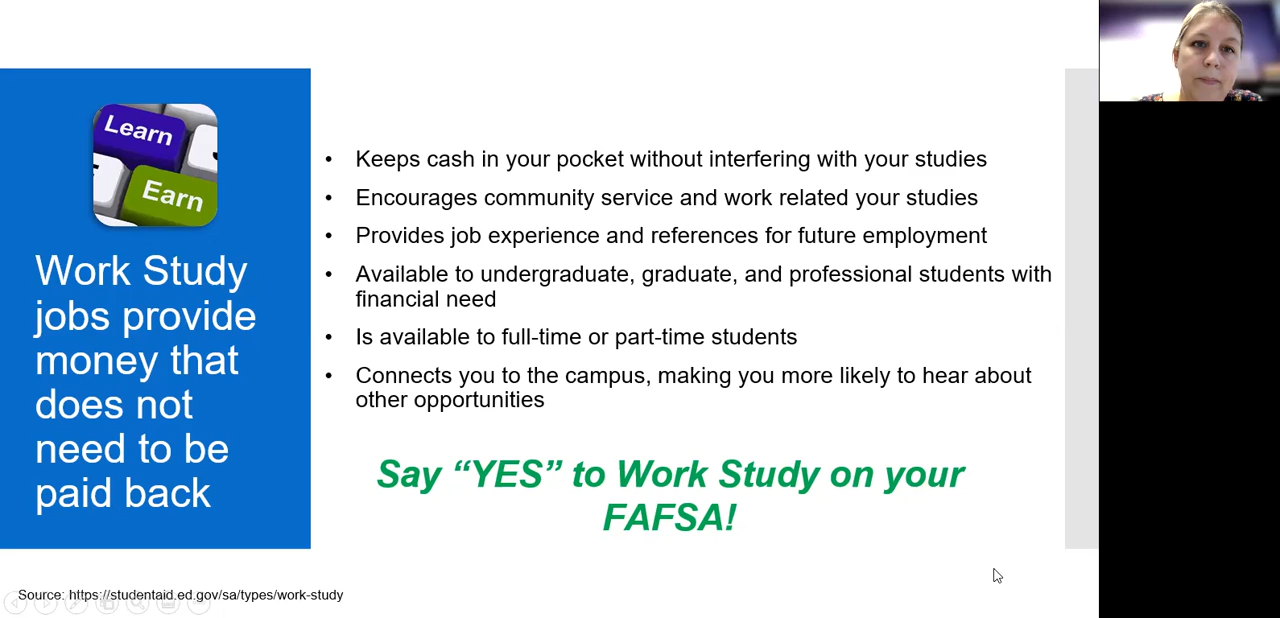 Learn
Earn
Work Study
jobs provide
money that
does not
need to be
paid back
• Keeps cash in your pocket without interfering with your studies
• Encourages community service and work related your studies
• Provides job experience and references for future employment
• Available to undergraduate, graduate, and professional students with
financial need
• Is available to full-time or part-time students
• Connects you to the campus, making you more likely to hear about
other opportunities
Say “YES” to Work Study on your
FAFSA!
Source: https://studentaid.ed.gov/sa/types/work-study